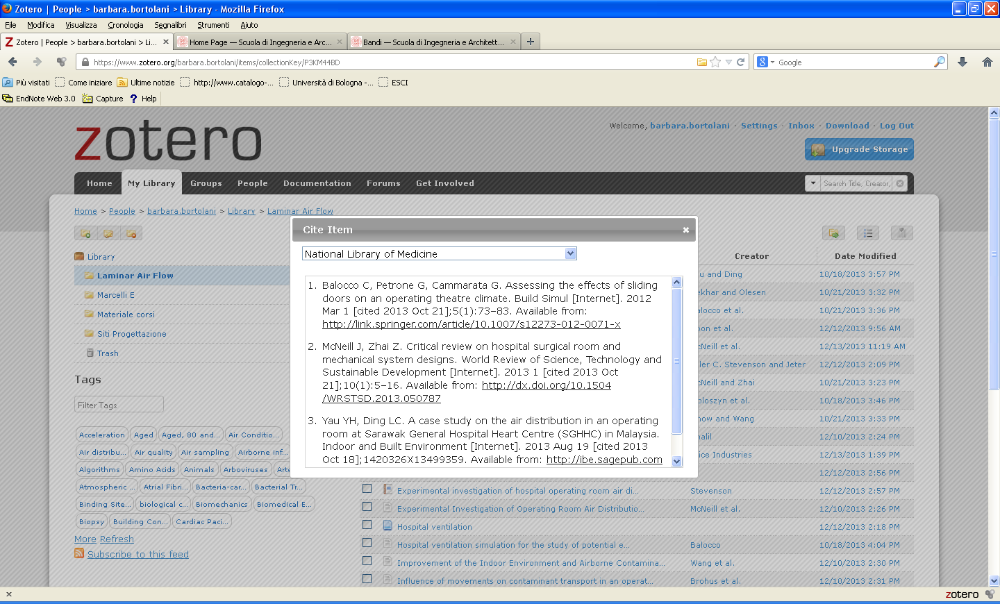 Zotero | People > barbara.bortolani > Library - Mozilla Firefox
File Modifica Visualizza Cronologia Segnalibri Strumenti Aiuto
Zotero | People > barbara.bortolani > Li... Home Page — Scuola di Ingegneria e Arc... Bandi — Scuola di Ingegneria e Architett...
https://www.zotero.org/barbara.bortolani/items/collectionKey/P3KM44BD Google
Più visitati Come iniziare Ultime notizie http://www.catalogo-... Università di Bologna -... ESCI
EndNote Web 3.0 Capture Help
zotero
Welcome, barbara.bortolani · Settings · Inbox · Download · Log Out
Upgrade Storage
Home My Library Groups People Documentation Forums Get Involved Search Title, Creator,
Home > People > barbara.bortolani > Library > Laminar Air Flow
Library
Laminar Air Flow
Marcelli E
Materiale corsi
Siti Progettazione
Trash
Tags
Filter Tags
Acceleration Aged Aged, 80 and... Air Conditio...
Air distribu... Air quality Air sampling Airborne inf...
Algorithms Amino Acids Animals Arboviruses Arte
Atmospheric ... Atrial Fibri... Bacteria-car... Bacterial Tr...
Binding Site... biological c... Biomechanics Biomedical E...
Biopsy Building Con... Cardiac Paci...
More Refresh
Subscribe to this feed
Cite Item
National Library of Medicine
1. Balocco C, Petrone G, Cammarata G. Assessing the effects of sliding
doors on an operating theatre climate. Build Simul [Internet]. 2012
Mar 1 [cited 2013 Oct 21];5(1):73–83. Available from:
http://link.springer.com/article/10.1007/s12273-012-0071-x
2. McNeill J, Zhai Z. Critical review on hospital surgical room and
mechanical system designs. World Review of Science, Technology and
Sustainable Development [Internet]. 2013 1 [cited 2013 Oct
21];10(1):5–16. Available from: http://dx.doi.org/10.1504
/WRSTSD.2013.050787
3. Yau YH, Ding LC. A case study on the air distribution in an operating
room at Sarawak General Hospital Heart Centre (SGHHC) in Malaysia.
Indoor and Built Environment [Internet]. 2013 Aug 19 [cited 2013
Oct 18];1420326X13499359. Available from: http://ibe.sagepub.com
Creator Date Modified
u and Ding 10/18/2013 3:57 PM
ekhar and Olesen 10/21/2013 3:32 PM
alocco et al. 10/21/2013 3:21 PM
oon et al. 12/12/2013 9:56 AM
Neill et al. 12/13/2013 11:19 AM
ler C. Stevenson and Jeter 12/12/2013 2:09 PM
Neill and Zhai 10/21/2013 3:23 PM
oloszyn et al. 10/18/2013 3:46 PM
how and Wang 10/21/2013 3:33 PM
halil 12/10/2013 2:24 PM
ice Industries 12/13/2013 1:39 PM
12/12/2013 2:56 PM
Experimental investigation of hospital operating room air di... Stevenson 12/12/2013 2:57 PM
Experimental Investigation of Operating Room Air Distributio... McNeill et al. 12/10/2013 2:26 PM
Hospital ventilation 12/12/2013 2:18 PM
Hospital ventilation simulation for the study of potential e... Balocco 10/18/2013 4:04 PM
Improvement of the Indoor Environment and Airborne Contamina... Wang et al. 12/10/2013 2:30 PM
Influence of movements on contaminant transport in an operat... Brohus et al. 12/10/2013 2:31 PM
zotero